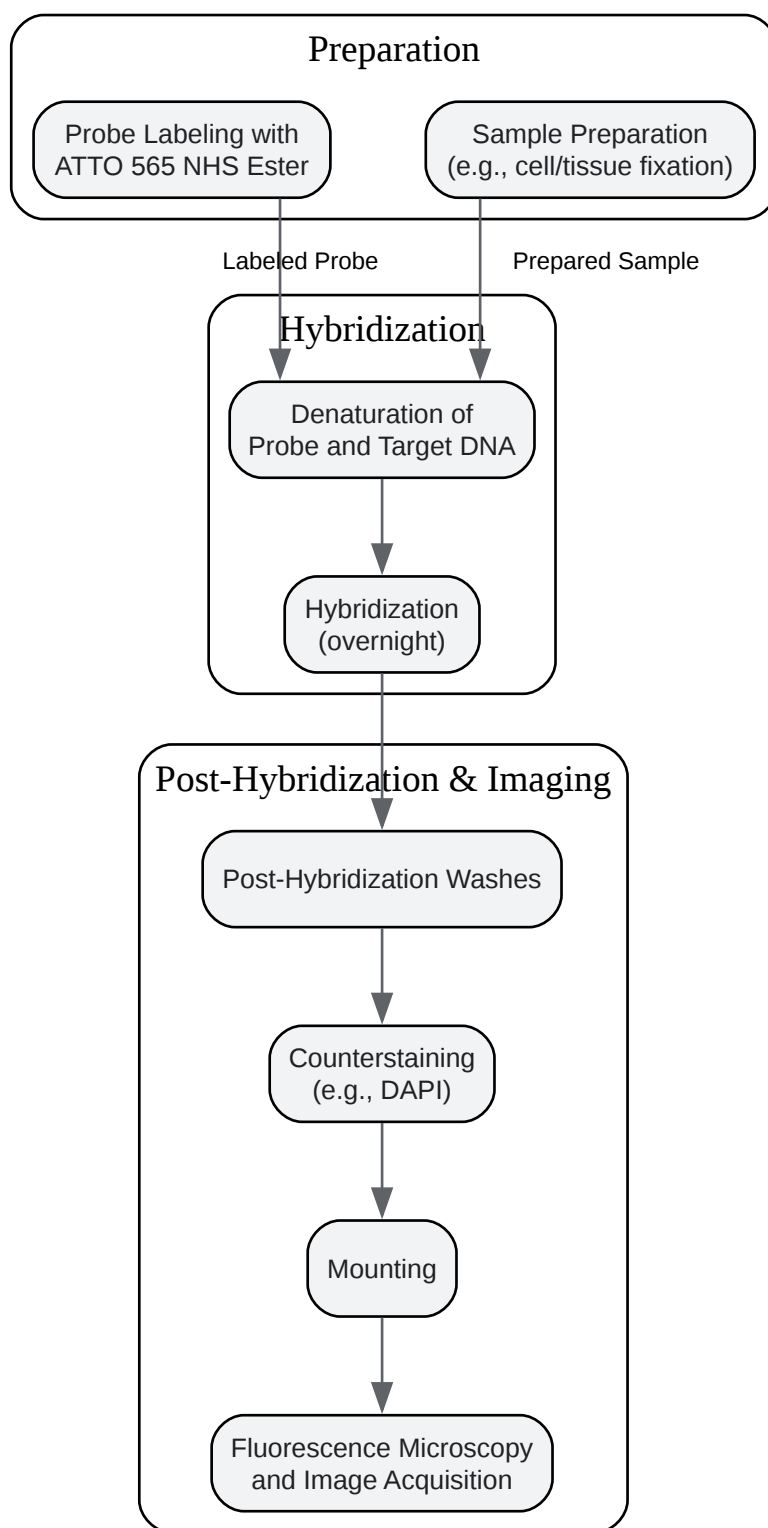 Preparation
Probe Labeling with
ATTO 565 NHS Ester
Sample Preparation
(e.g., cell/tissue fixation)
Labeled Probe
Prepared Sample
Hybridization
Denaturation of
Probe and Target DNA
Hybridization
(overnight)
Post-Hybridization & Imaging
Post-Hybridization Washes
Counterstaining
(e.g., DAPI)
Mounting
Fluorescence Microscopy
and Image Acquisition